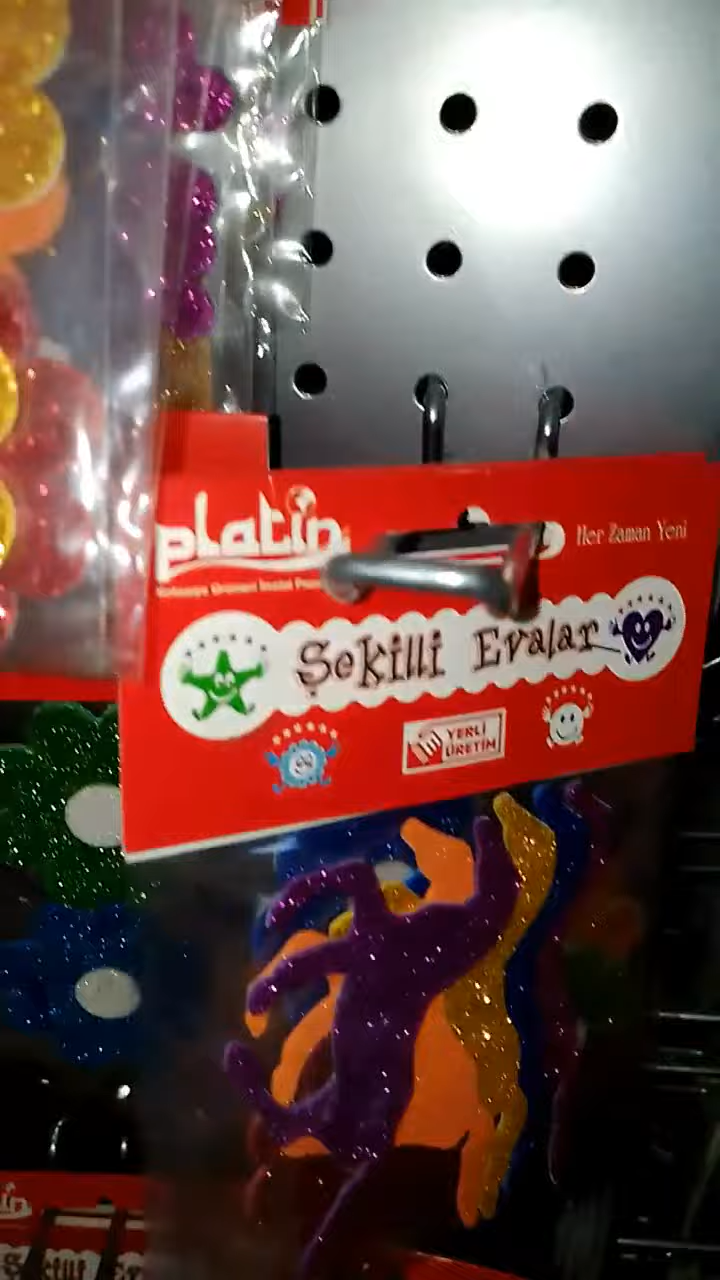 platin
Her Zaman Yeni
Şekilli Evalar
YERLİ
ÜRETİM